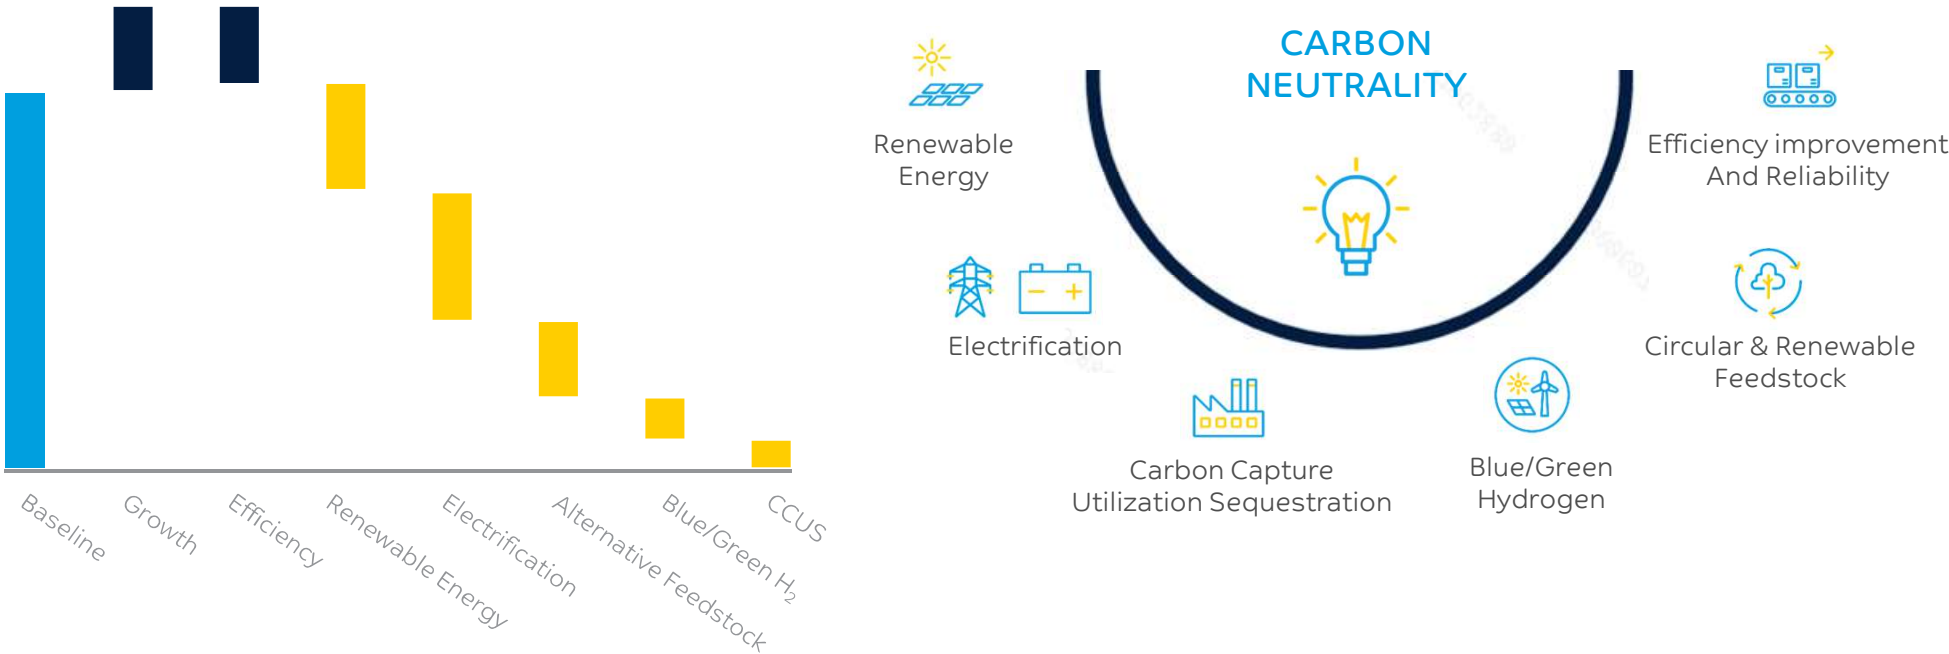 Baseline
Growth
Efficiency
Renewable Energy
Electrification
Alternative Feedstock
Blue/Green H₂
CCUS
CARBON
NEUTRALITY
Renewable
Energy
Efficiency improvement
And Reliability
Electrification
Circular & Renewable
Feedstock
Carbon Capture
Utilization Sequestration
Blue/Green
Hydrogen